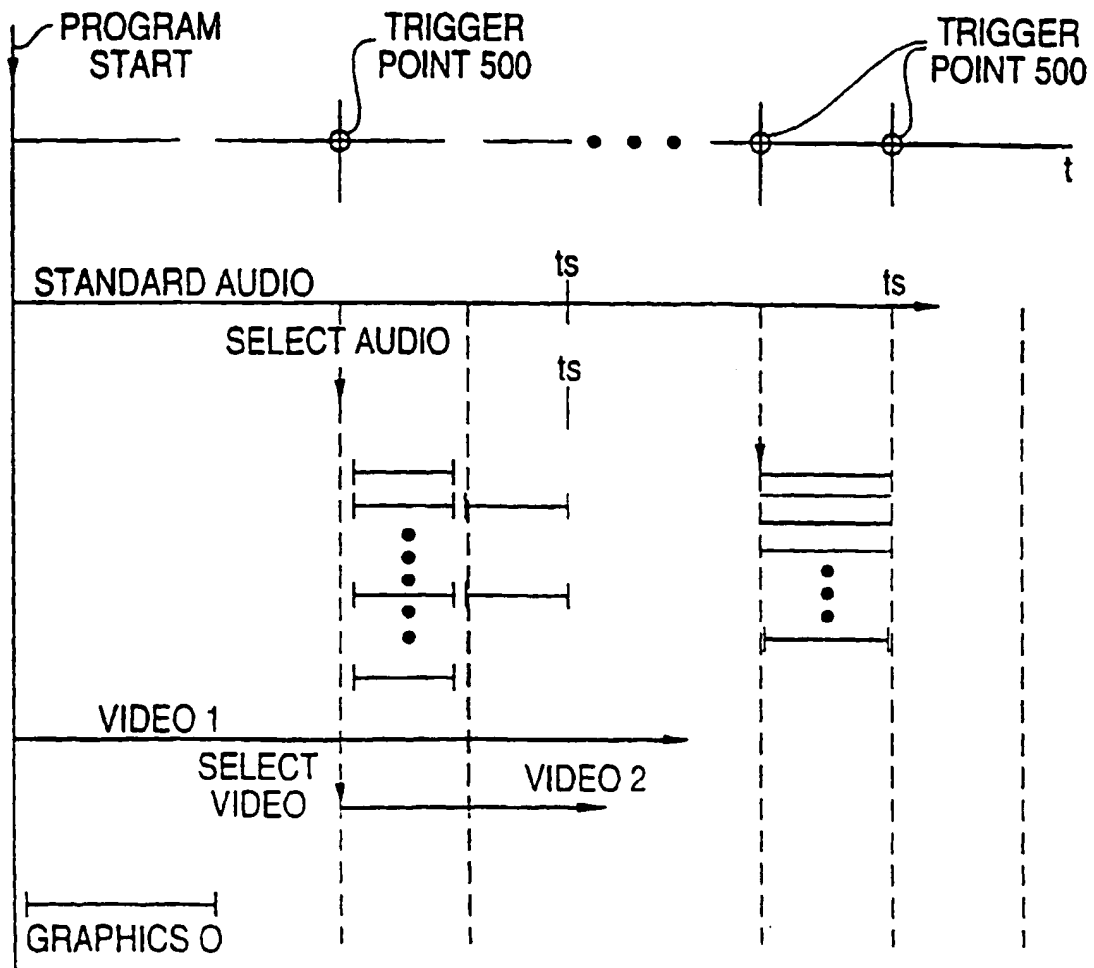 PROGRAM
START
TRIGGER
POINT 500
TRIGGER
POINT 500
t
ts
STANDARD AUDIO
ts
SELECT AUDIO
ts
VIDEO 1
SELECT
VIDEO
VIDEO 2
GRAPHICS O